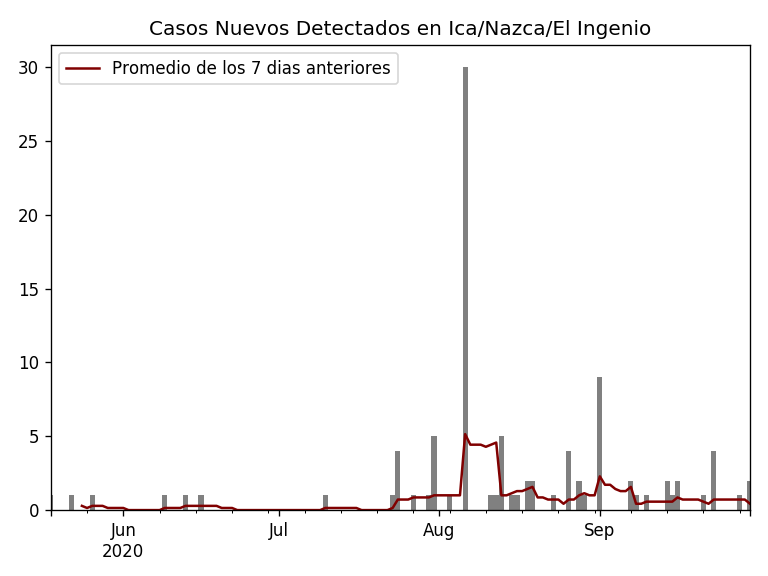 Casos Nuevos Detectados en Ica/Nazca/El Ingenio
Promedio de los 7 dias anteriores
30
25
20
15
10
5
0
Jun Jul Aug Sep
2020